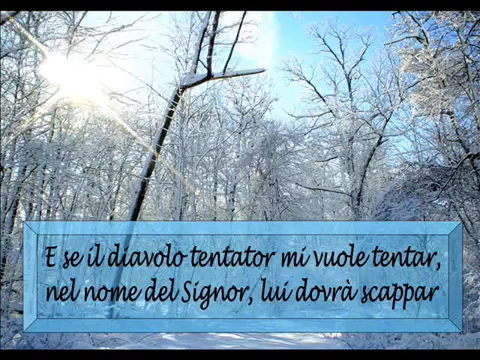 E se il diavolo tentator mi vuole tentar,
nel nome del Signor, lui dovrà scappar